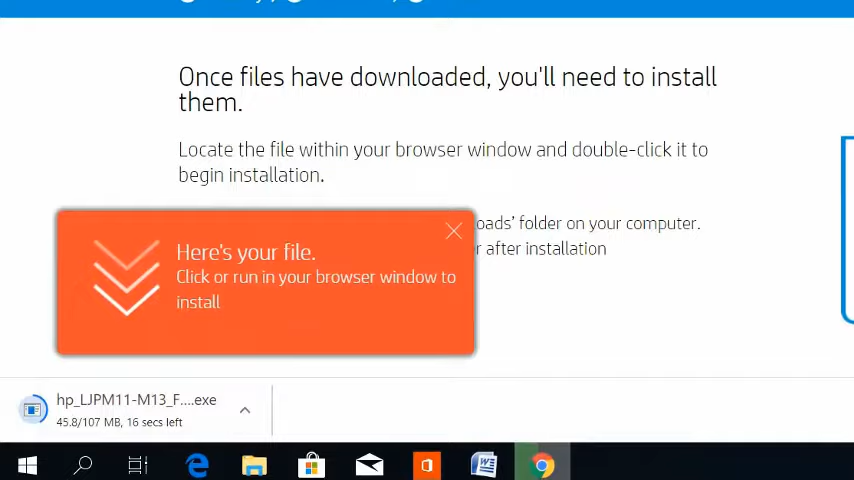 Once files have downloaded, you'll need to install
them.
Locate the file within your browser window and double-click it to
begin installation.
oads' folder on your computer.
r after installation
Here's your file.
Click or run in your browser window to
install
hp_LJPM11-M13_F....exe
45.8/107 MB, 16 secs left